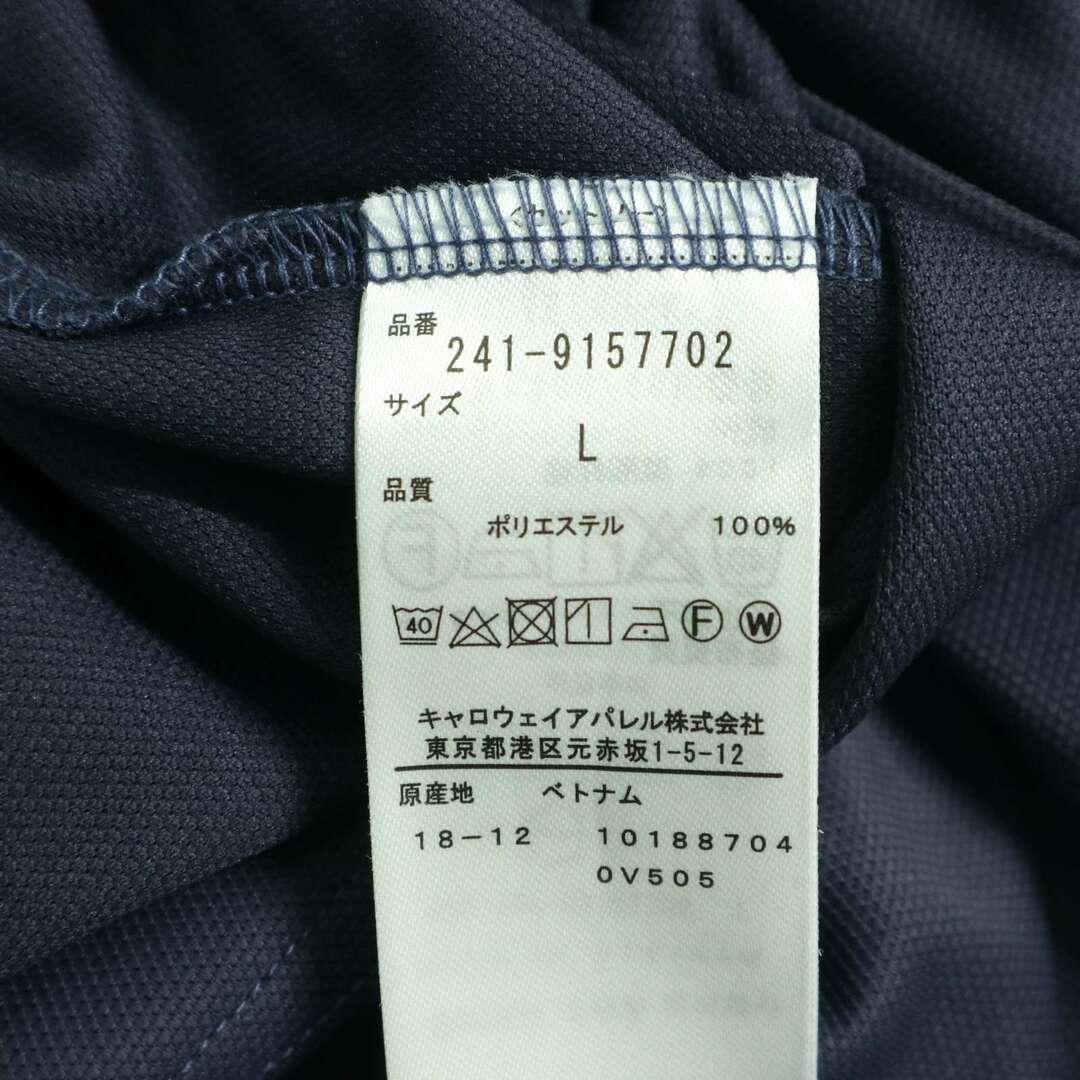 品番
241-9157702
サイズ
L
品質
ポリエステル 100%
40 F W
キャロウェイアパレル株式会社
東京都港区元赤坂1-5-12
原産地 ベトナム
18-12 10188704
0V505